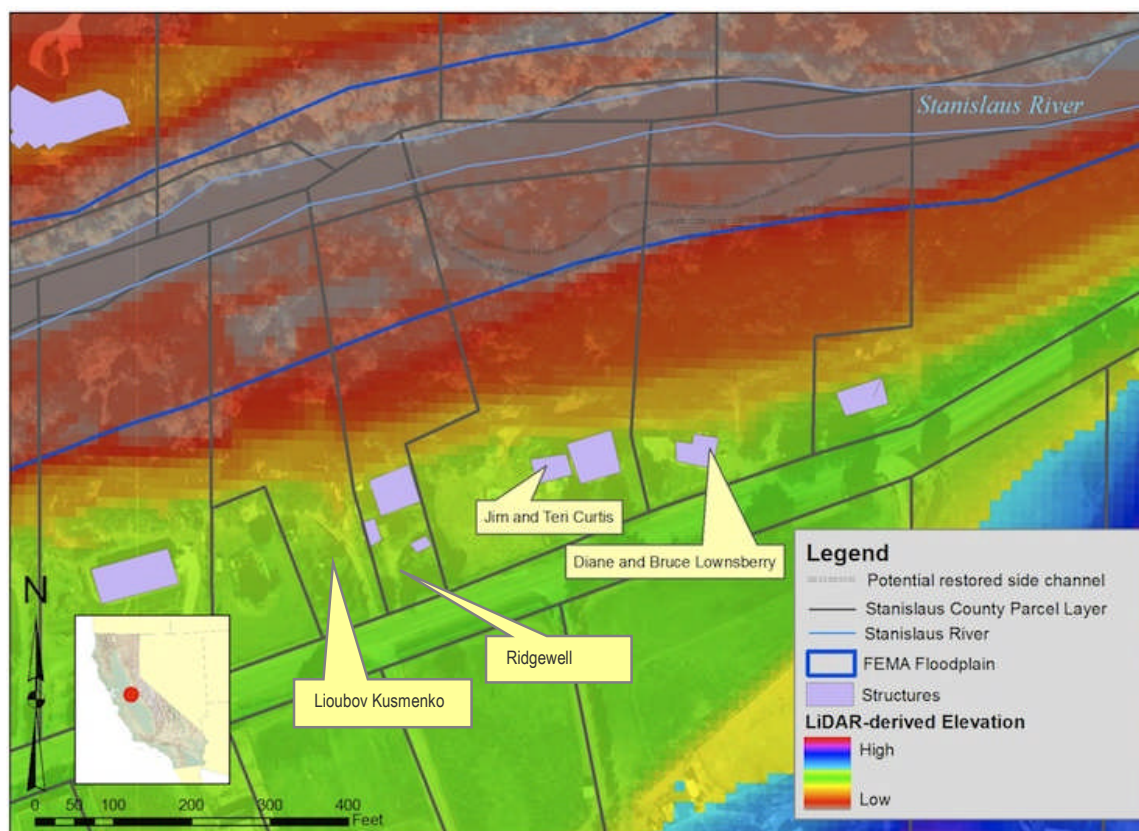 Stanislaus River
Jim and Teri Curtis
Diane and Bruce Lownsberry
Ridgewell
Lioubov Kusmenko
N
0 50 100 200 300 400
Feet
Legend
Potential restored side channel
Stanislaus County Parcel Layer
Stanislaus River
FEMA Floodplain
Structures
LiDAR-derived Elevation
High
Low